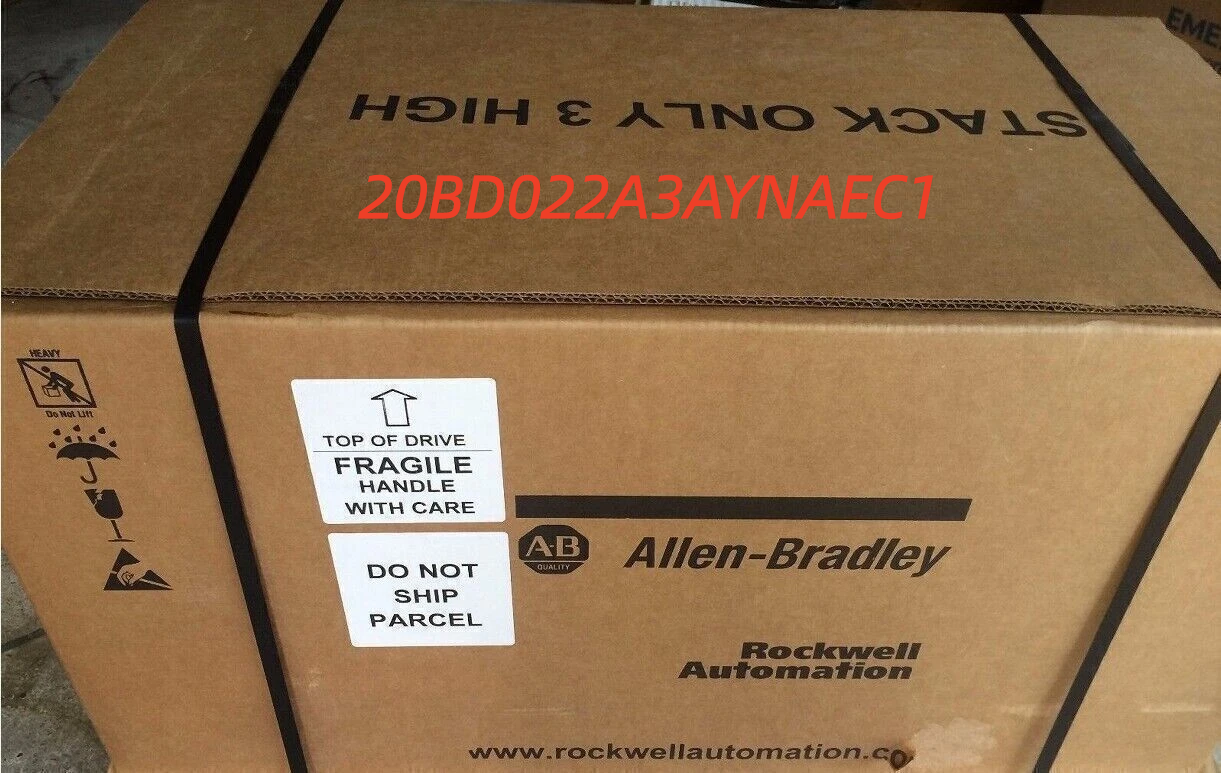 EME
STACK ONLY 3 HIGH
20BD022A3AYNAEC1
HEAVY
Do Not Lift
TOP OF DRIVE
FRAGILE
HANDLE
WITH CARE
DO NOT
SHIP
PARCEL
A-B
QUALITY
Allen-Bradley
Rockwell
Automation
www.rockwellautomation.co